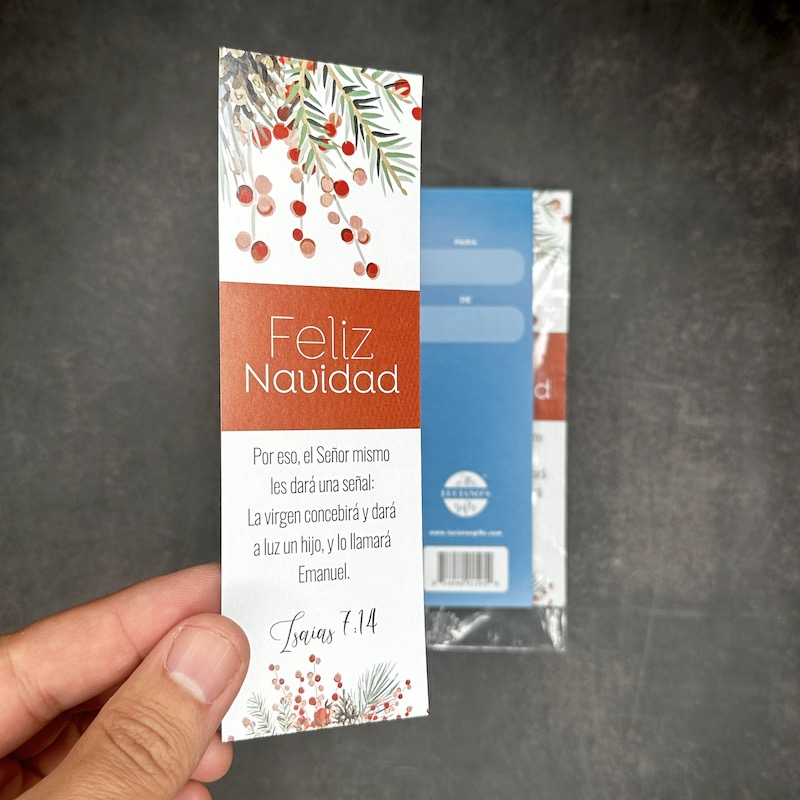 Feliz
Navidad
Por eso, el Señor mismo
les dará una señal:
La virgen concebirá y dará
a luz un hijo, y lo llamará
Emanuel.
Isaías 7:14
PARA
DE
d